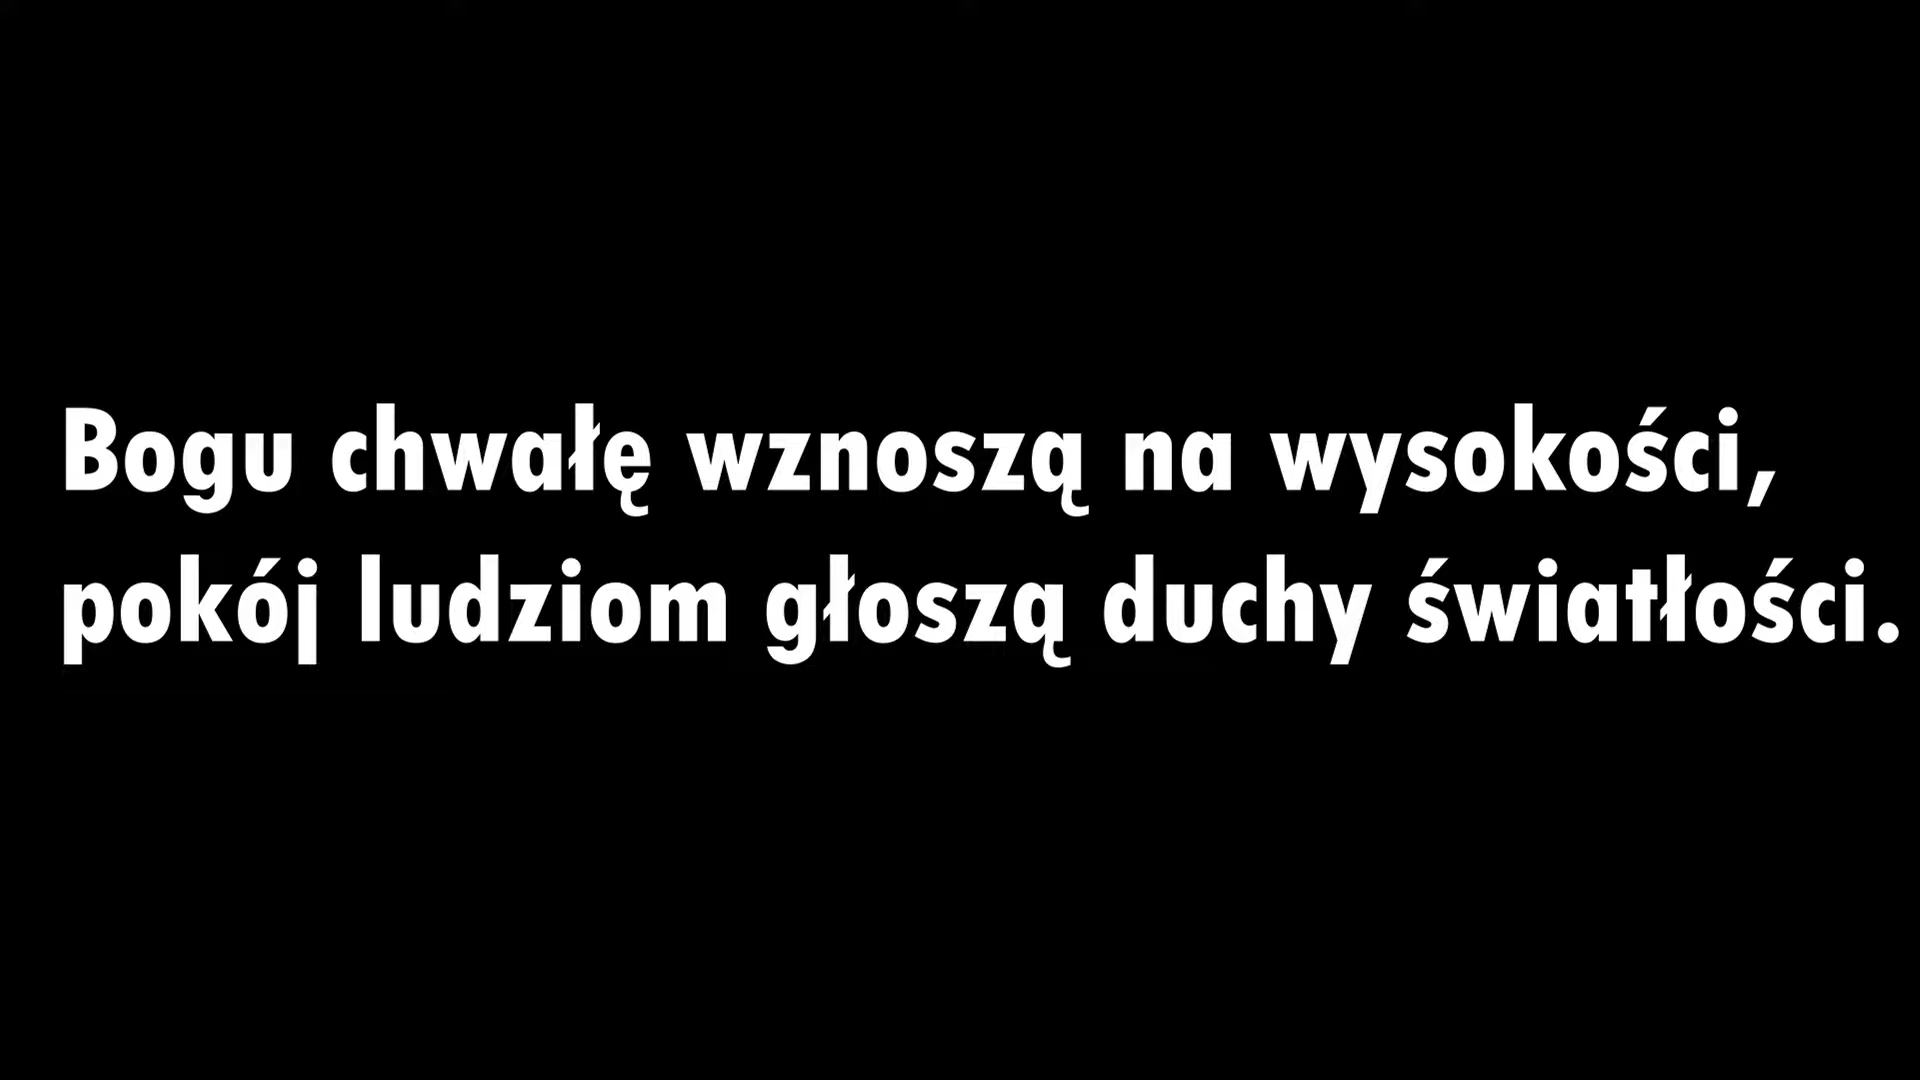 Bogu chwałę wznoszą na wysokości,
pokój ludziom głoszą duchy światłości.